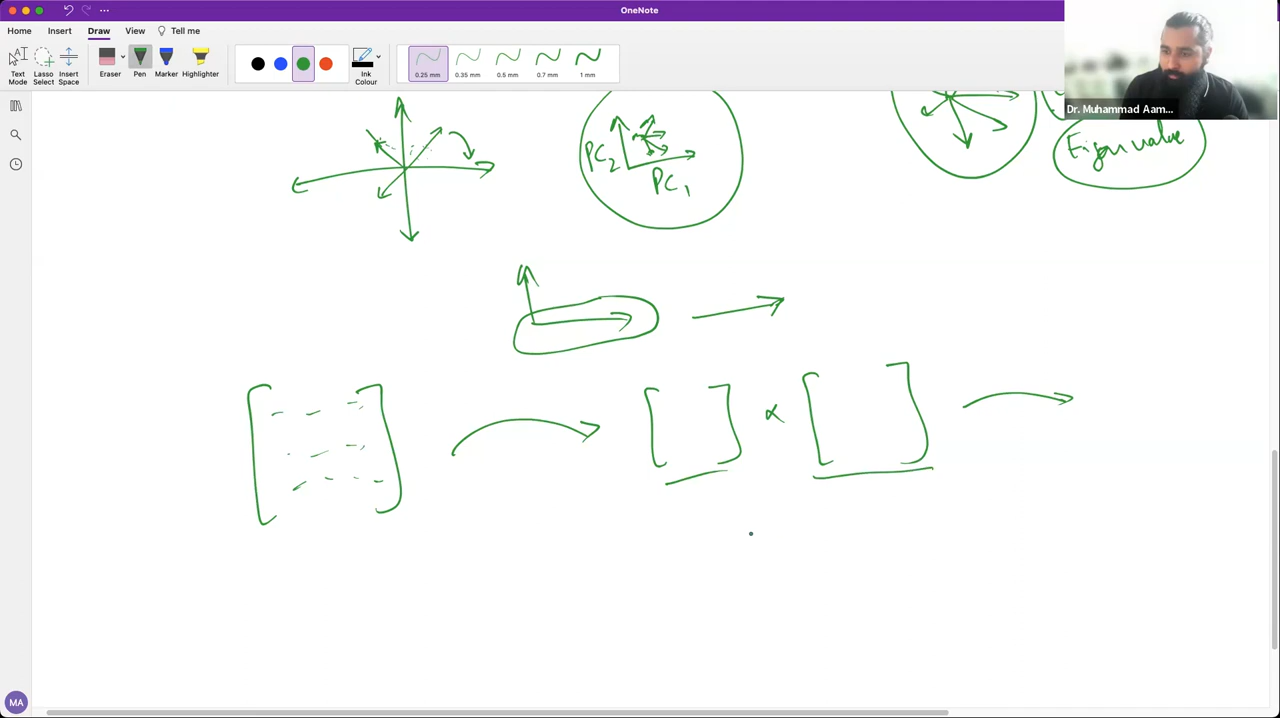 OneNote
Home Insert Draw View Tell me
Text Mode
Lasso Select
Insert Space
Eraser
Pen
Marker
Highlighter
Ink Colour
0.25 mm
0.35 mm
0.5 mm
0.7 mm
1 mm
Dr. Muhammad Aam...
PC2
PC1
Eigenvalue
∝
MA